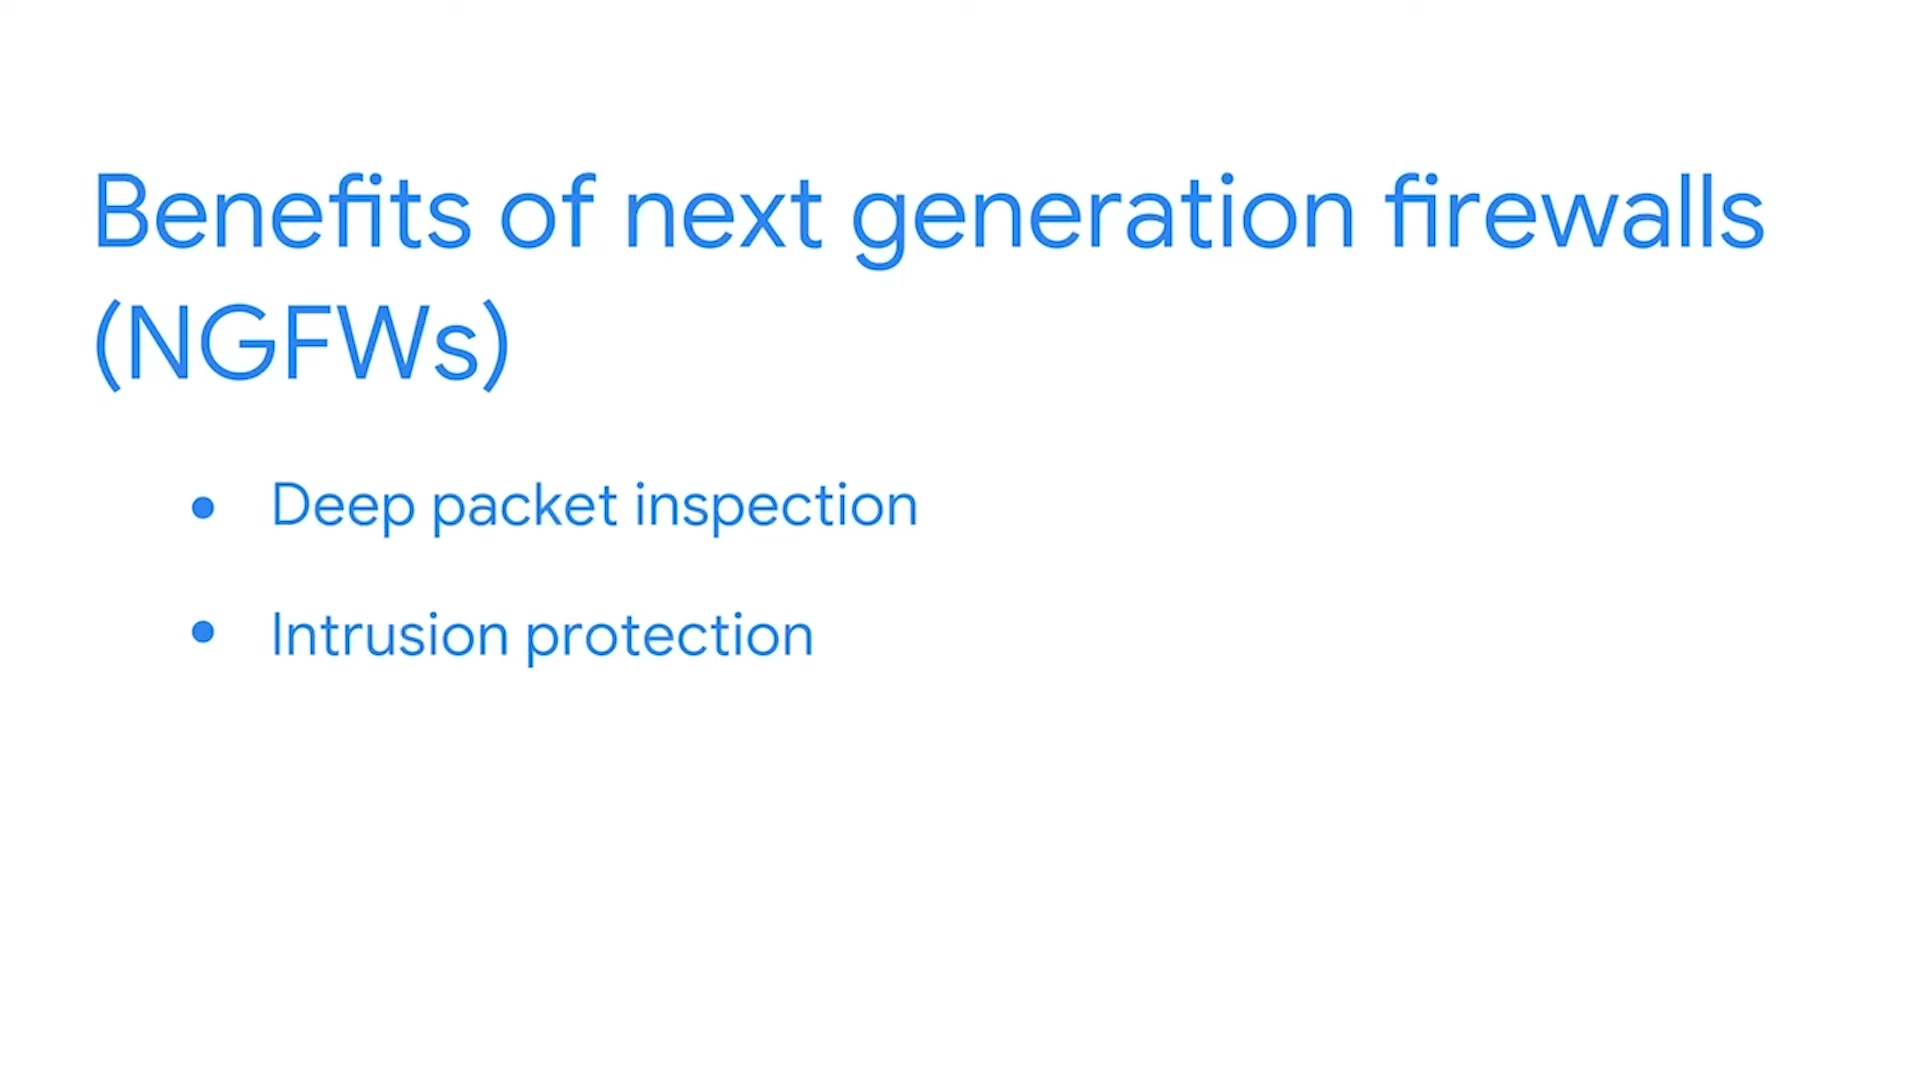 Benefits of next generation firewalls
(NGFWs)
● Deep packet inspection
● Intrusion protection